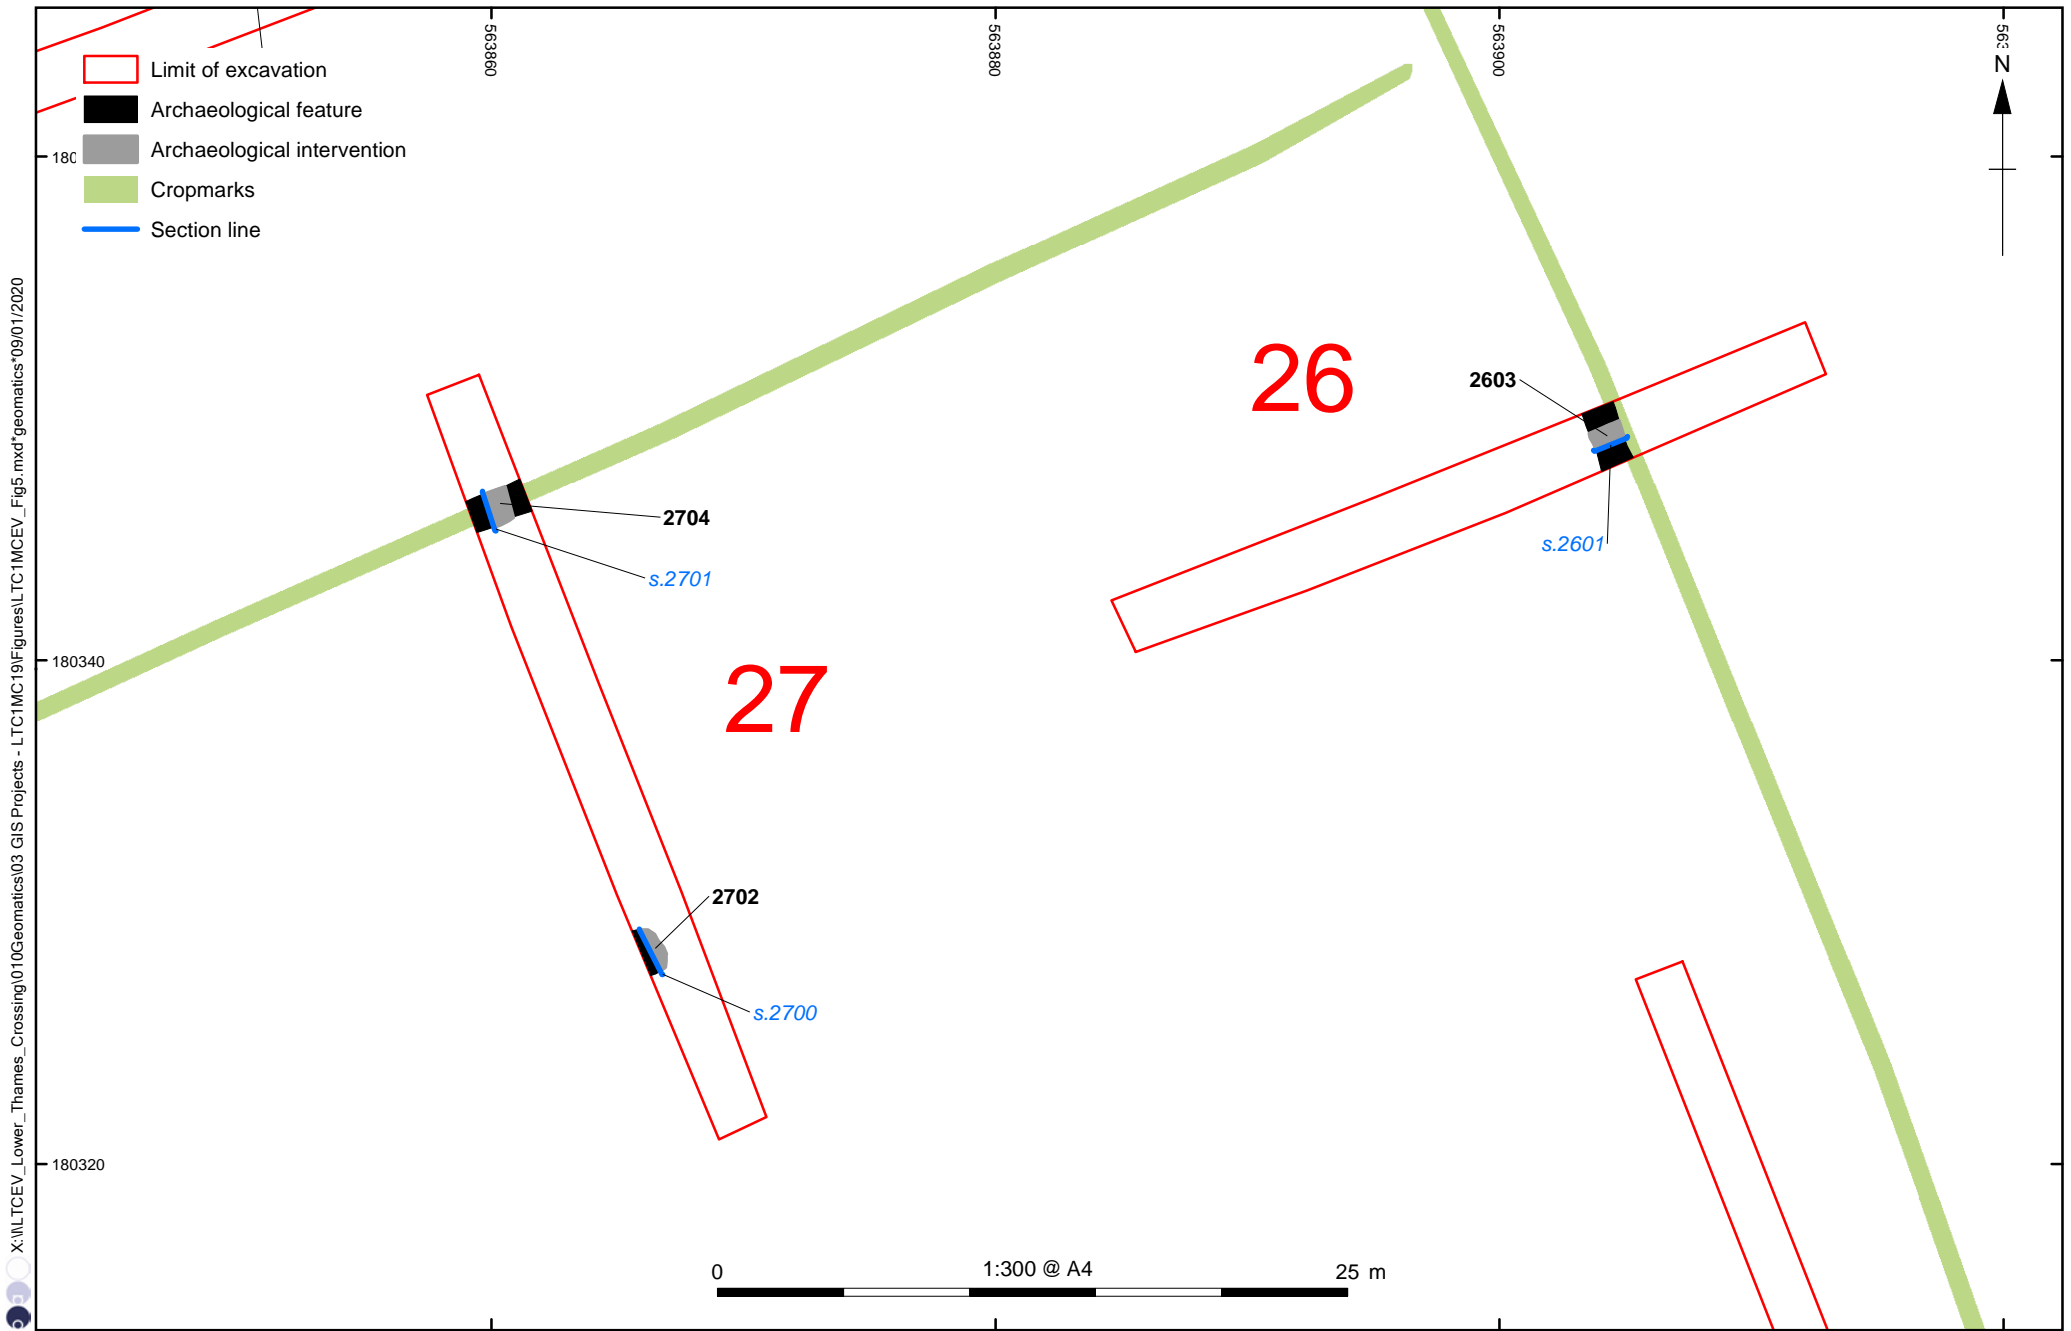 563860
563880
563900
563
N
Limit of excavation
Archaeological feature
Archaeological intervention
Cropmarks
Section line
180
26
2603
2704
s.2601
s.2701
180340
27
2702
s.2700
180320
0
1:300 @ A4
25 m
X:\l\LTCEV_Lower_Thames_Crossing\010Geomatics\03 GIS Projects - LTC1MC19\Figures\LTC1MCEV_Fig5.mxd*geomatics*09/01/2020